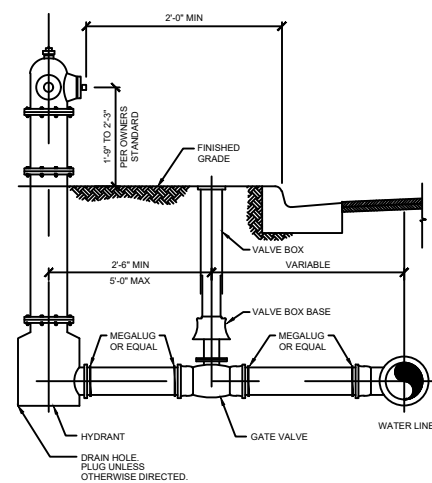 2'-0" MIN
1'-9" TO 2'-3"
PER OWNERS
STANDARD
FINISHED
GRADE
VALVE BOX
2'-6" MIN
5'-0" MAX
VARIABLE
VALVE BOX BASE
MEGALUG
OR EQUAL
MEGALUG
OR EQUAL
WATER LINE
HYDRANT
GATE VALVE
DRAIN HOLE.
PLUG UNLESS
OTHERWISE DIRECTED.